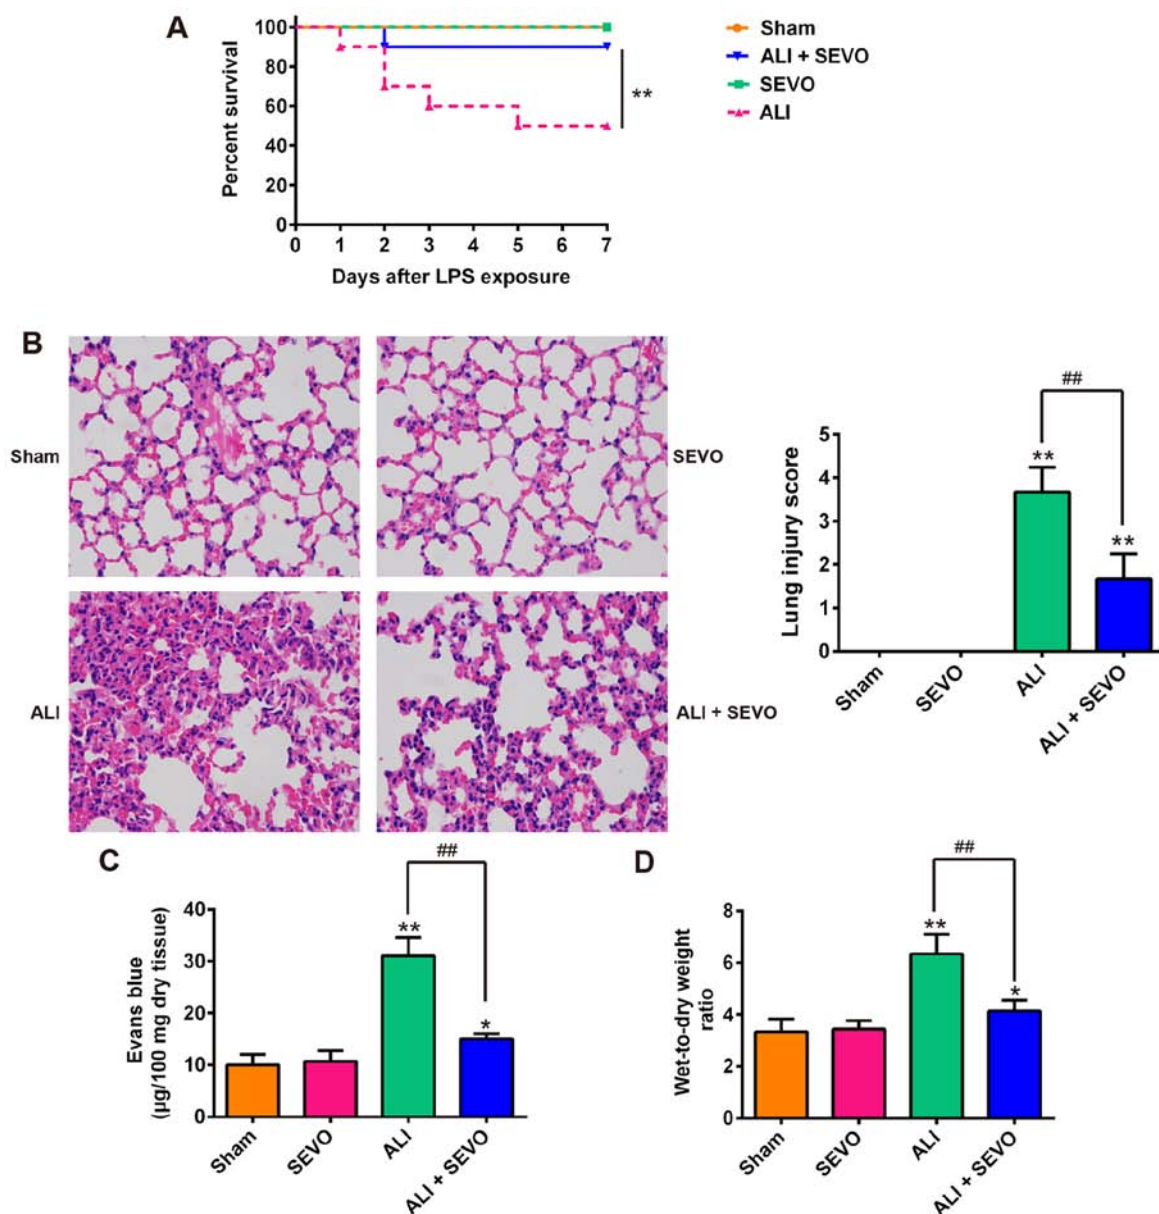 A
Percent survival
100
80
60
40
20
0
0 1 2 3 4 5 6 7
Days after LPS exposure
**
Sham
ALI + SEVO
SEVO
ALI
B
Sham
SEVO
ALI
ALI + SEVO
Lung injury score
5
4
3
2
1
0
##
**
**
Sham
SEVO
ALI
ALI + SEVO
C
Evans blue
(µg/100 mg dry tissue)
40
30
20
10
0
##
**
*
Sham
SEVO
ALI
ALI + SEVO
D
Wet-to-dry weight
ratio
8
6
4
2
0
##
**
*
Sham
SEVO
ALI
ALI + SEVO